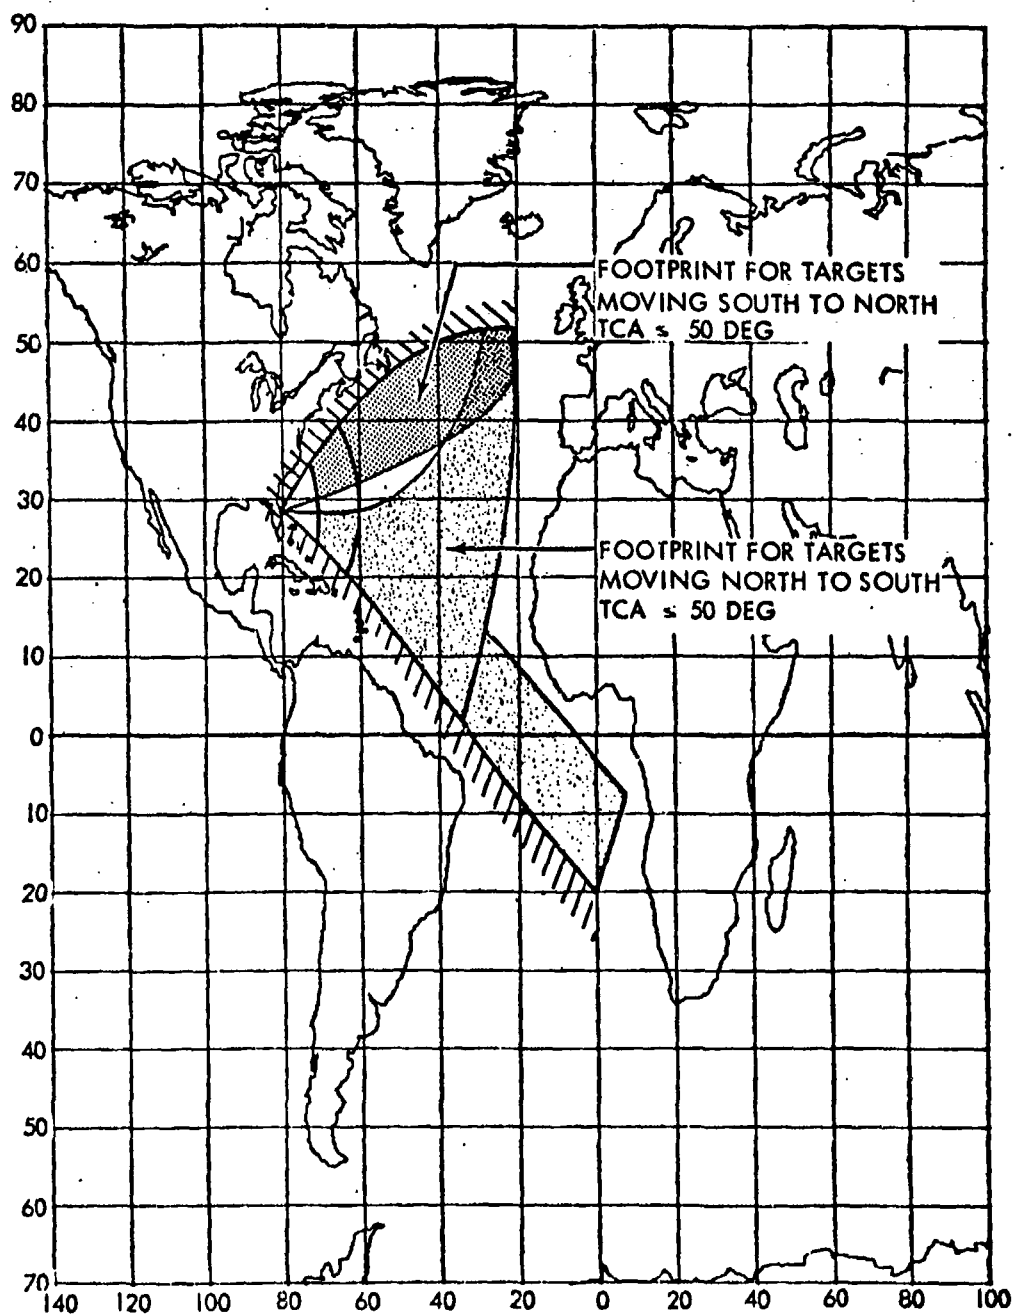 90
80
70
60
50
40
30
20
10
0
10
20
30
40
50
60
70
140 120 100 80 60 40 20 0 20 40 60 80 100
FOOTPRINT FOR TARGETS
MOVING SOUTH TO NORTH
TCA ≤ 50 DEG
FOOTPRINT FOR TARGETS
MOVING NORTH TO SOUTH
TCA ≤ 50 DEG